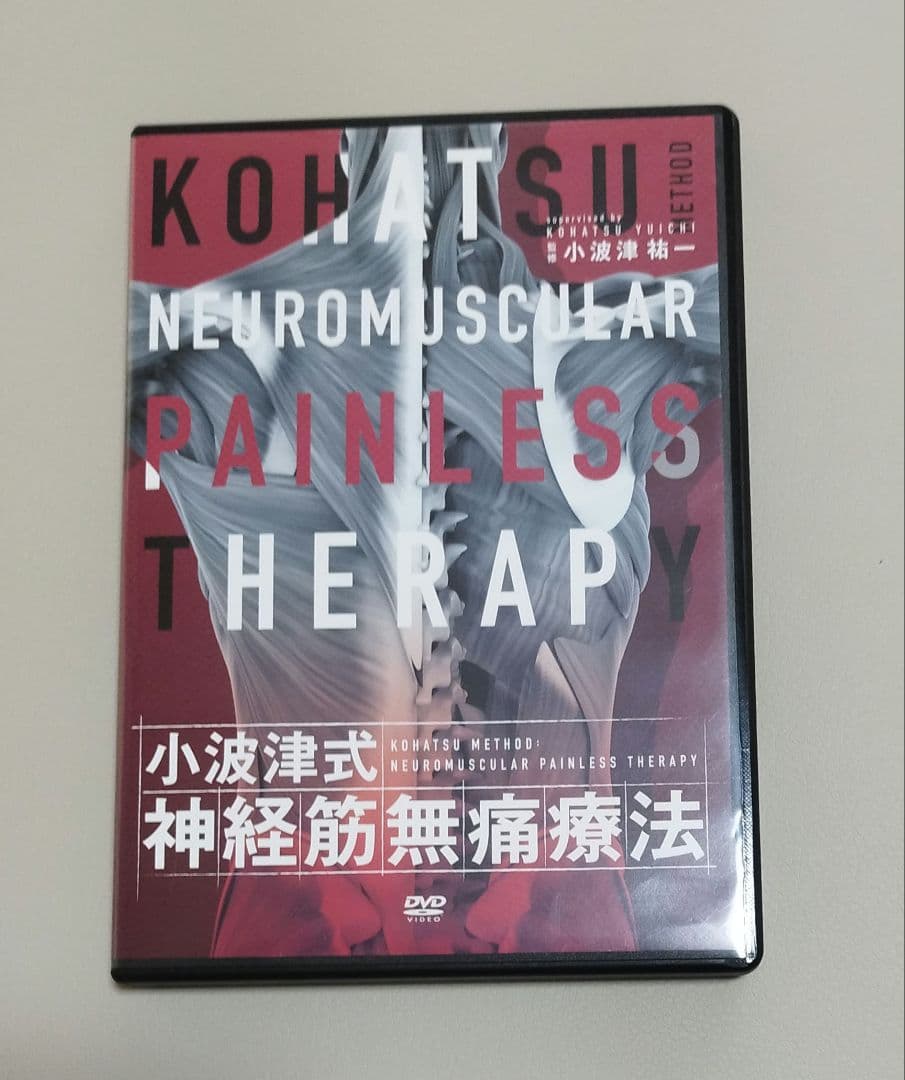 KOHATSU
METHOD
supervised by
KOHATSU YUICHI
監修 小波津 祐一
NEUROMUSCULAR
PAINLESS
THERAPY
小波津式
KOHATSU METHOD:
NEUROMUSCULAR PAINLESS THERAPY
神経筋無痛療法
DVD
VIDEO